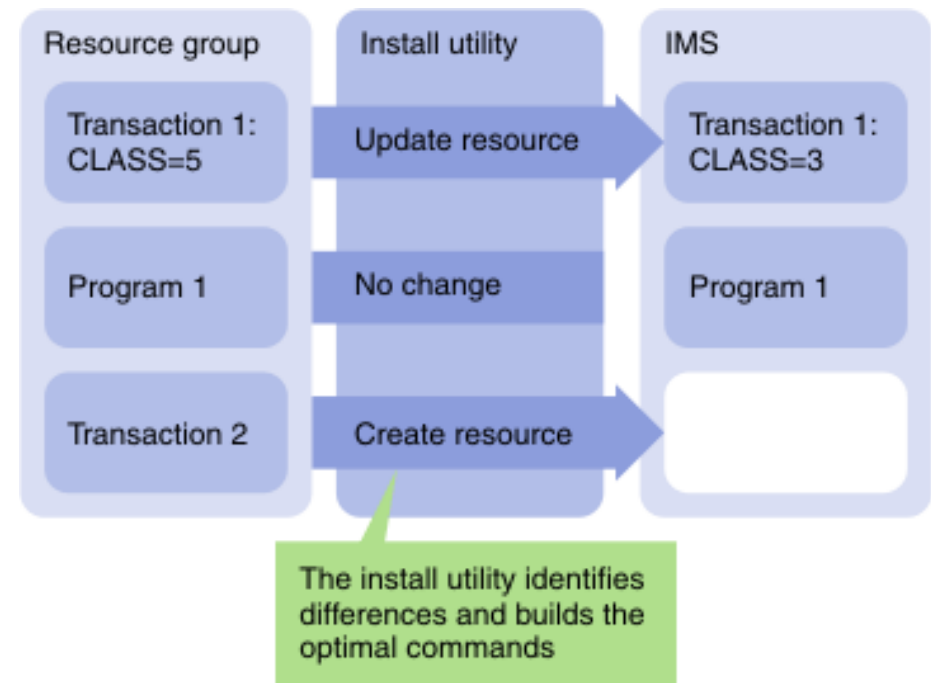 Resource group
Install utility
IMS
Transaction 1:
CLASS=5
Update resource
Transaction 1:
CLASS=3
Program 1
No change
Program 1
Transaction 2
Create resource
The install utility identifies
differences and builds the
optimal commands